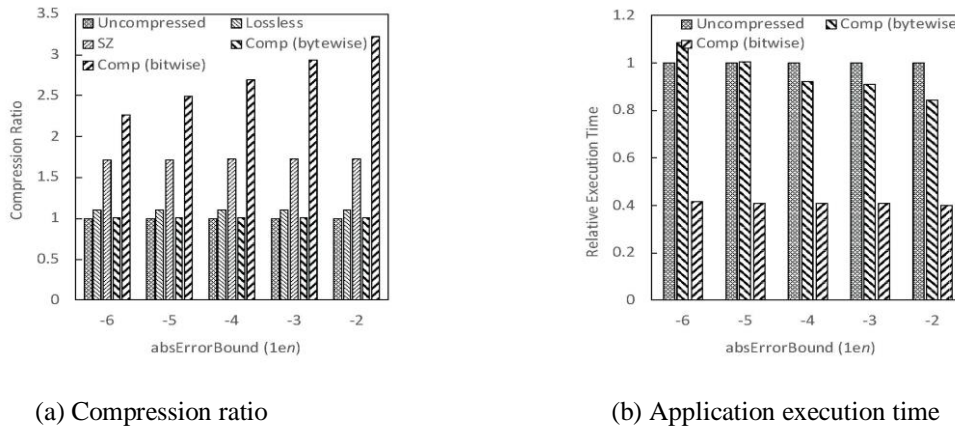 3.5
Uncompressed Lossless
SZ Comp (bytewise)
Comp (bitwise)
3
2.5
2
1.5
1
0.5
0
Compression Ratio
-6 -5 -4 -3 -2
absErrorBound (1en)
(a) Compression ratio
1.2
Uncompressed Comp (bytewise)
Comp (bitwise)
1
0.8
0.6
0.4
0.2
0
Relative Execution Time
-6 -5 -4 -3 -2
absErrorBound (1en)
(b) Application execution time